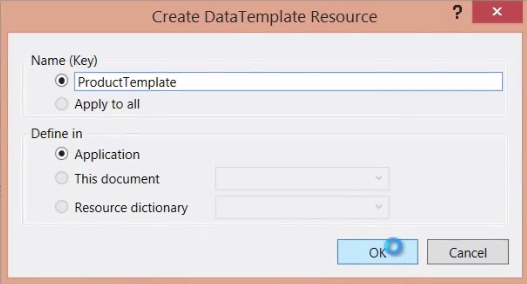 Create DataTemplate Resource
?
Name (Key)
ProductTemplate
Apply to all
Define in
Application
This document
Resource dictionary
OK
Cancel